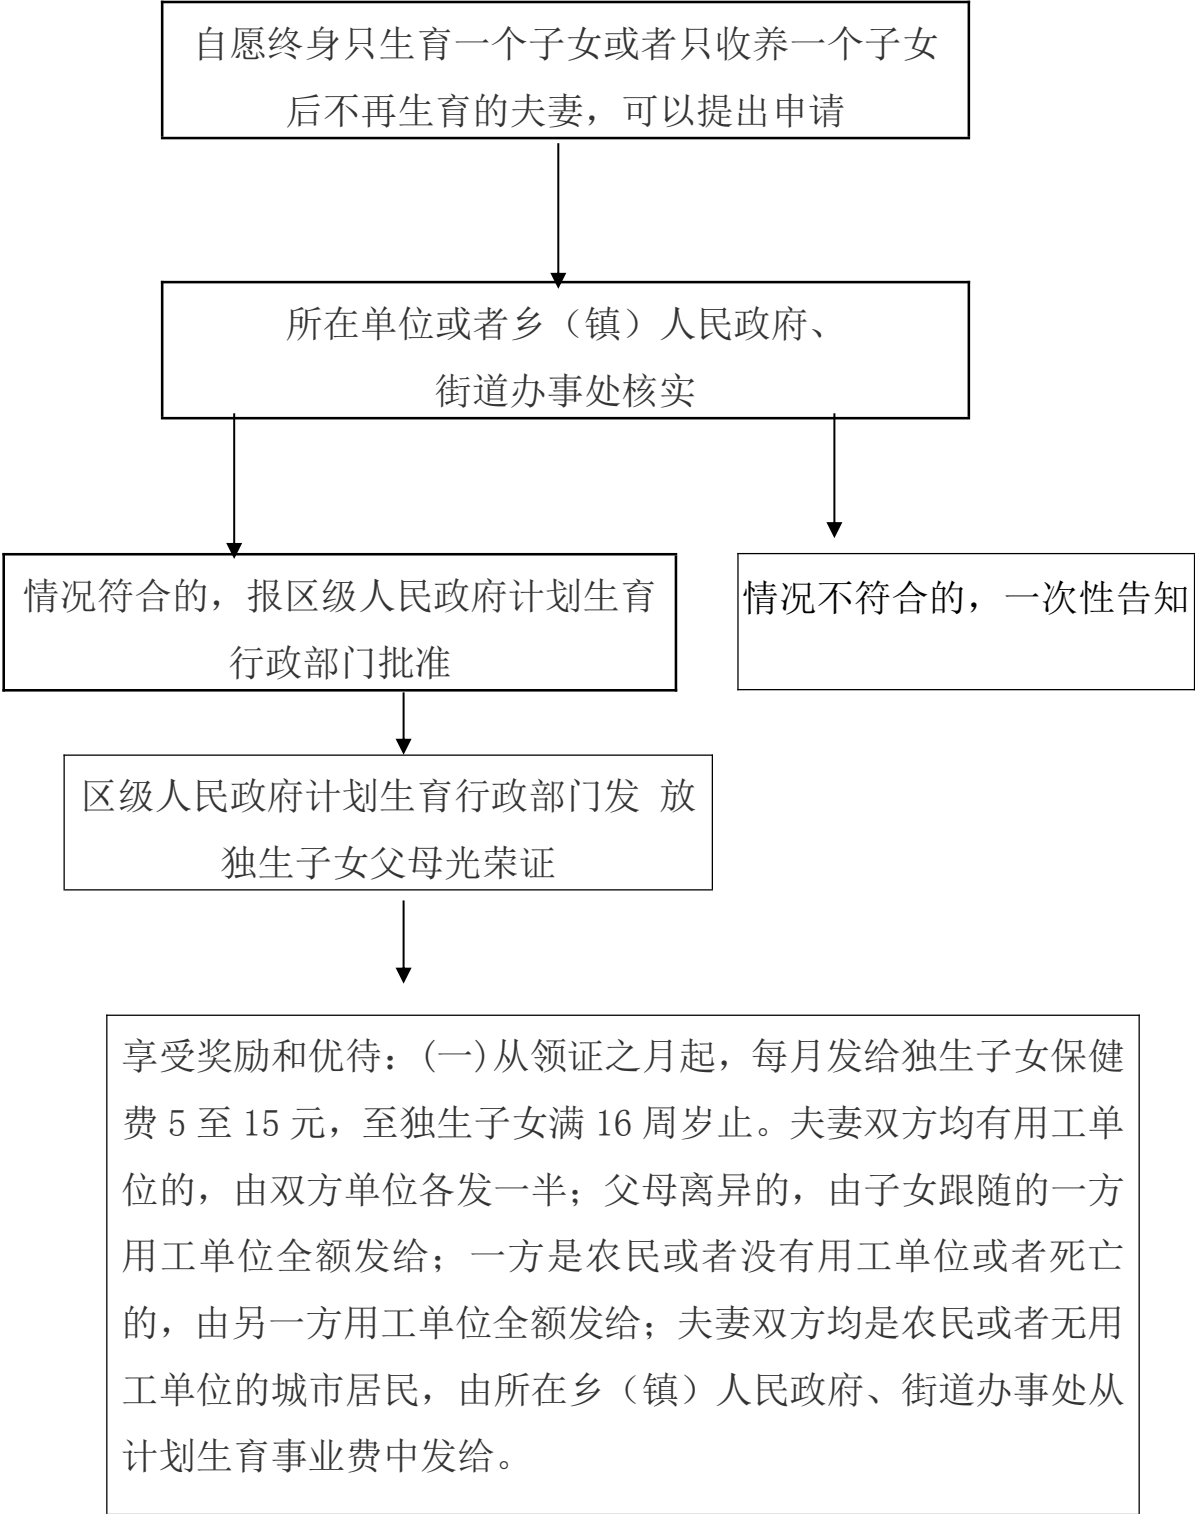 自愿终身只生育一个子女或者只收养一个子女
后不再生育的夫妻，可以提出申请
所在单位或者乡（镇）人民政府、
街道办事处核实
情况符合的，报区级人民政府计划生育
行政部门批准
情况不符合的，一次性告知
区级人民政府计划生育行政部门发 放
独生子女父母光荣证
享受奖励和优待：(一)从领证之月起，每月发给独生子女保健
费 5 至 15 元，至独生子女满 16 周岁止。夫妻双方均有用工单
位的，由双方单位各发一半；父母离异的，由子女跟随的一方
用工单位全额发给；一方是农民或者没有用工单位或者死亡
的，由另一方用工单位全额发给；夫妻双方均是农民或者无用
工单位的城市居民，由所在乡（镇）人民政府、街道办事处从
计划生育事业费中发给。